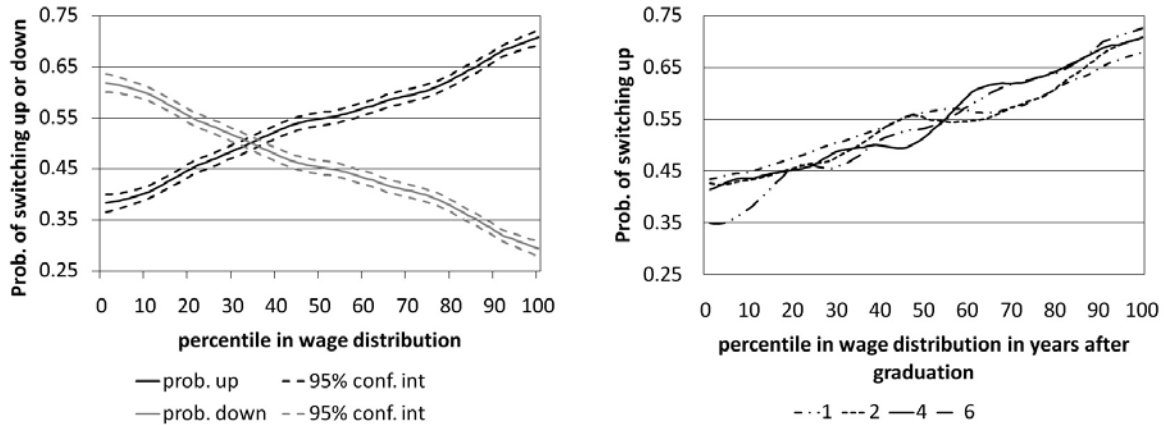 Prob. of switching up or down
0.75
0.65
0.55
0.45
0.35
0.25
0 10 20 30 40 50 60 70 80 90 100
percentile in wage distribution
prob. up 95% conf. int
prob. down 95% conf. int
Prob. of switching up
0.75
0.65
0.55
0.45
0.35
0.25
0 10 20 30 40 50 60 70 80 90 100
percentile in wage distribution in years after
graduation
1 2 4 6